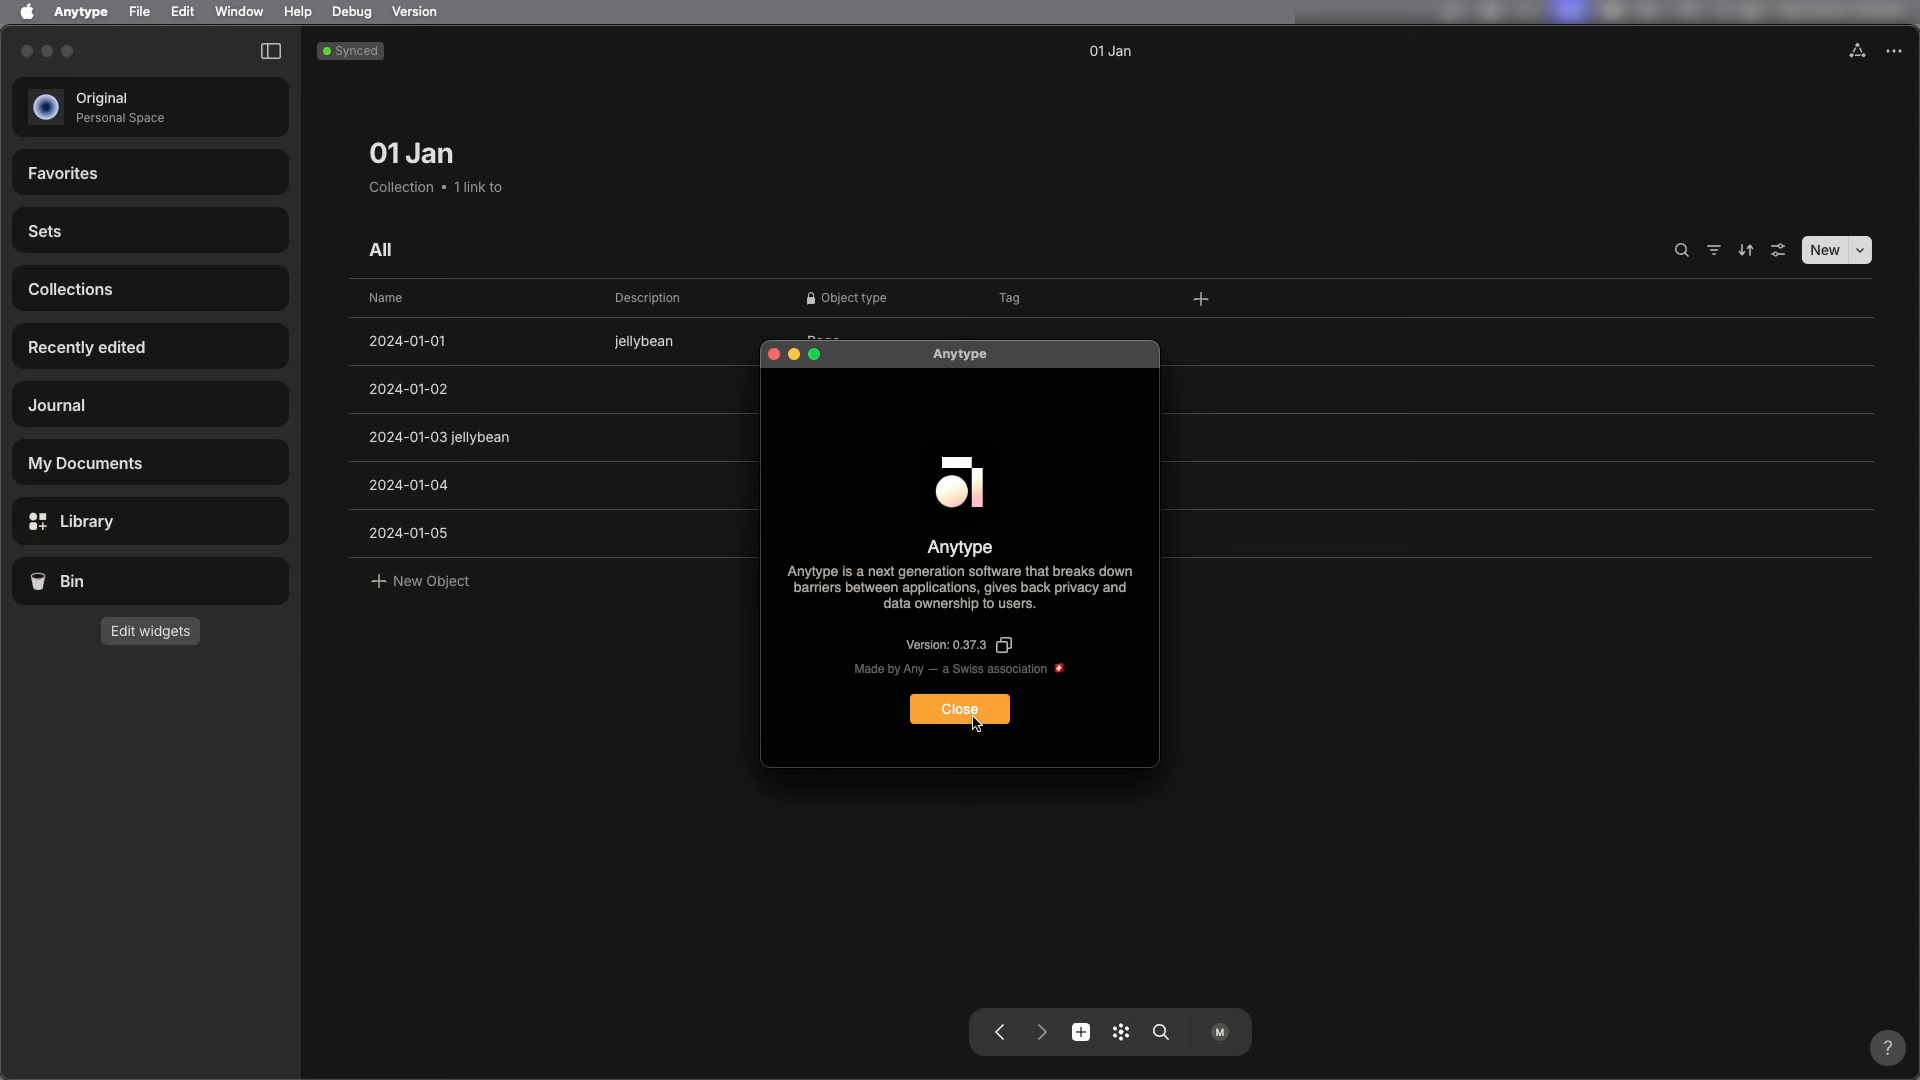 Anytype File Edit Window Help Debug Version
Synced
01 Jan
Original
Personal Space
Favorites
Sets
Collections
Recently edited
Journal
My Documents
Library
Bin
Edit widgets
01 Jan
Collection • 1 link to
All
New
Name Description Object type Tag
2024-01-01 jellybean
2024-01-02
2024-01-03 jellybean
2024-01-04
2024-01-05
New Object
Anytype
Anytype
Anytype is a next generation software that breaks down
barriers between applications, gives back privacy and
data ownership to users.
Version: 0.37.3
Made by Any — a Swiss association
Close
M
?